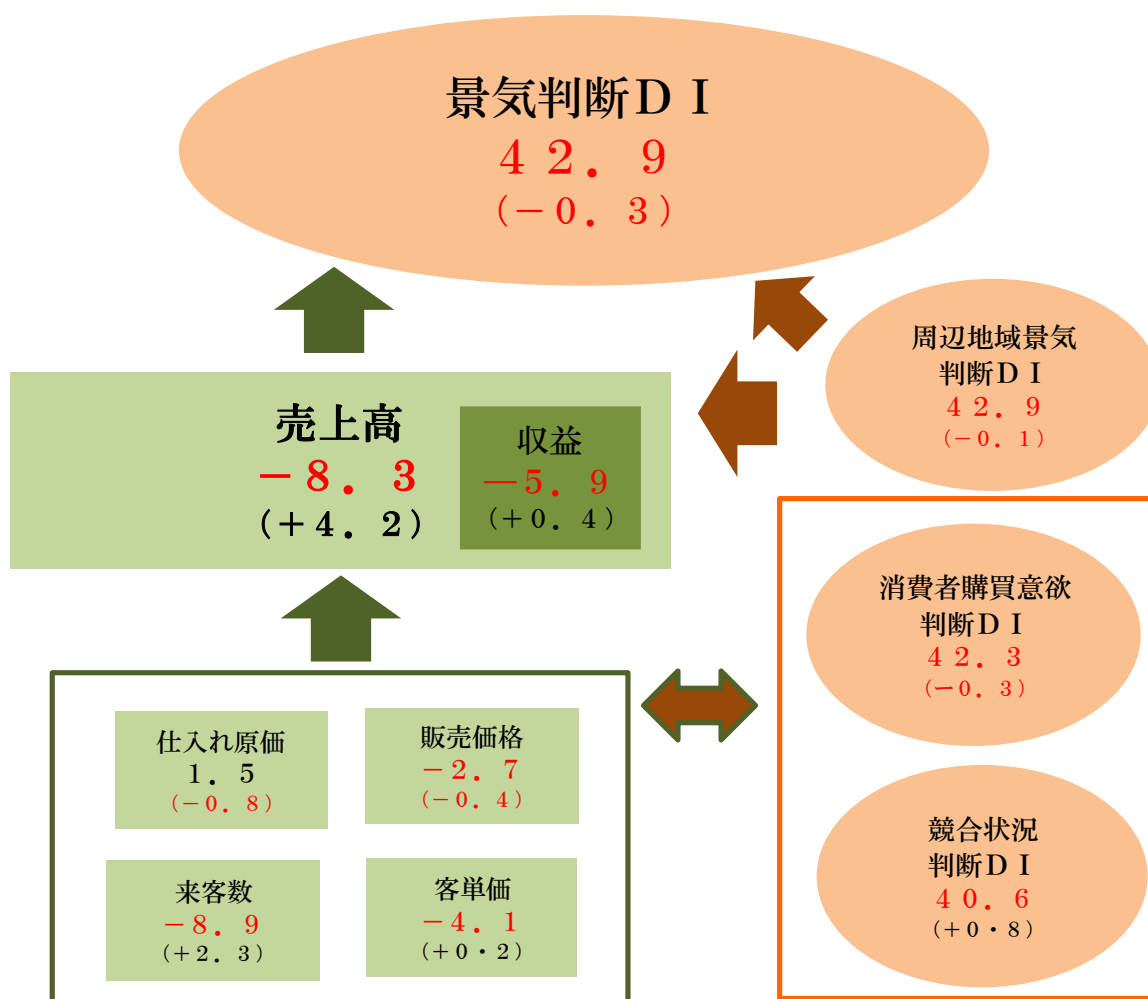 景気判断ＤＩ
４２．９
（－０．３）
周辺地域景気
判断ＤＩ
４２．９
（－０．１）
売上高
－８．３
（＋４．２）
収益
―５．９
（＋０．４）
消費者購買意欲
判断ＤＩ
４２．３
（－０．３）
仕入れ原価
１．５
（－０．８）
販売価格
－２．７
（－０．４）
競合状況
判断ＤＩ
４０．６
（＋０・８）
来客数
－８．９
（＋２．３）
客単価
－４．１
（＋０・２）